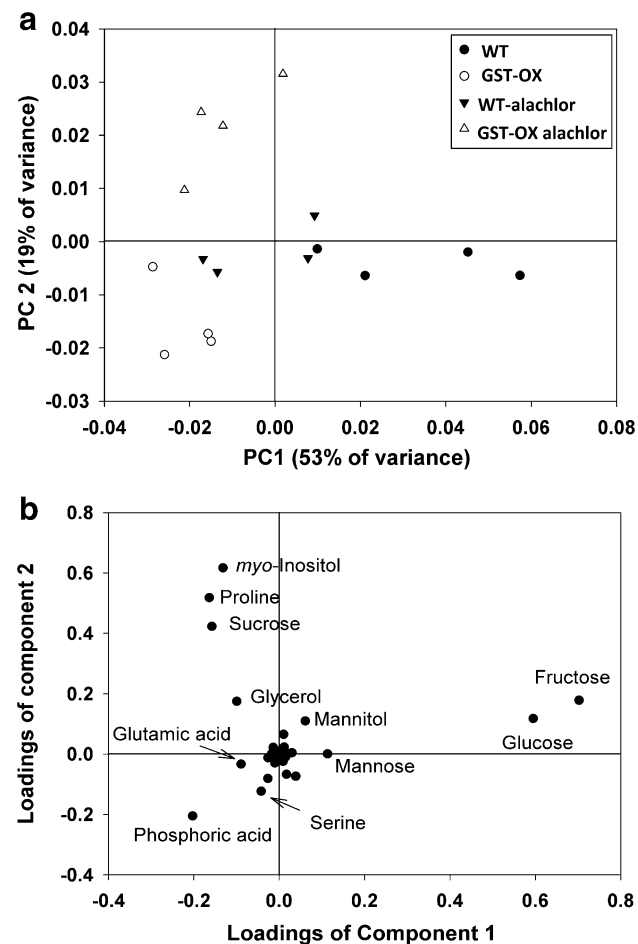 a
0.04
0.03
0.02
0.01
0.00
-0.01
-0.02
-0.03
PC 2 (19% of variance)
WT
GST-OX
WT-alachlor
GST-OX alachlor
-0.04 -0.02 0.00 0.02 0.04 0.06 0.08
PC1 (53% of variance)
b
0.8
0.6
0.4
0.2
0.0
-0.2
-0.4
Loadings of component 2
myo-Inositol
Proline
Sucrose
Fructose
Glycerol
Mannitol
Glutamic acid
Glucose
Mannose
Serine
Phosphoric acid
-0.4 -0.2 0.0 0.2 0.4 0.6 0.8
Loadings of Component 1